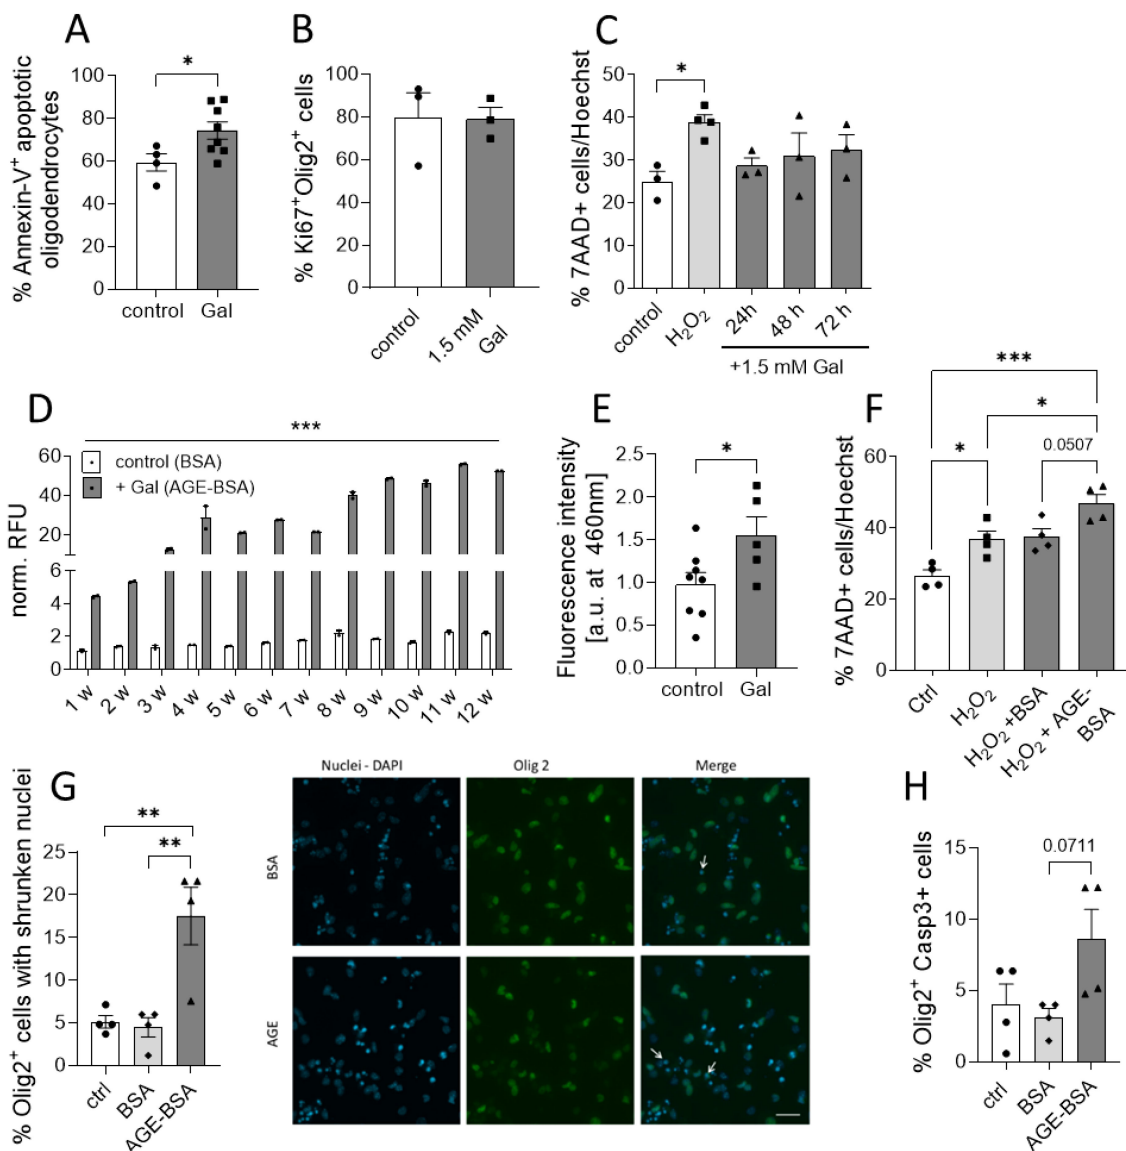 A
% Annexin-V+ apoptotic
oligodendrocytes
100
80
60
40
20
0
*
control
Gal
B
% Ki67+Olig2+ cells
100
80
60
40
20
0
control
1.5 mM
Gal
C
% 7AAD+ cells/Hoechst
50
40
30
20
10
0
*
control
H2O2
24h
48 h
72 h
+1.5 mM Gal
D
norm. RFU
60
40
20
6
4
2
0
***
control (BSA)
+ Gal (AGE-BSA)
1 w
2 w
3 w
4 w
5 w
6 w
7 w
8 w
9 w
10 w
11 w
12 w
E
Fluorescence intensity
[a.u. at 460nm]
2.5
2.0
1.5
1.0
0.5
0.0
*
control
Gal
F
% 7AAD+ cells/Hoechst
60
40
20
0
***
*
*
0.0507
Ctrl
H2O2
H2O2 +BSA
H2O2 + AGE-
BSA
G
% Olig2+ cells with shrunken nuclei
25
20
15
10
5
0
**
**
ctrl
BSA
AGE-BSA
Nuclei - DAPI
Olig 2
Merge
BSA
AGE
H
% Olig2+ Casp3+ cells
15
10
5
0
0.0711
ctrl
BSA
AGE-BSA